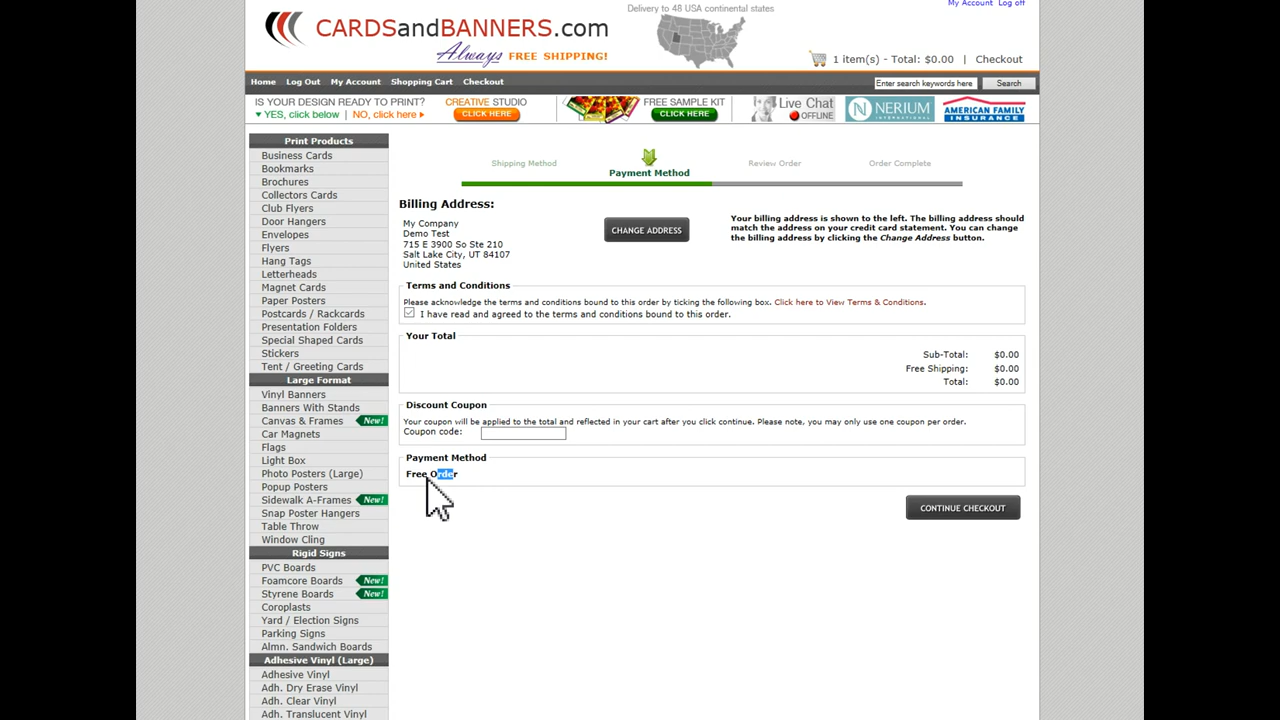 Delivery to 48 USA continental states
My Account Log off
CARDSandBANNERS.com
Always FREE SHIPPING!
1 item(s) - Total: $0.00 | Checkout
Home Log Out My Account Shopping Cart Checkout
Enter search keywords here Search
IS YOUR DESIGN READY TO PRINT?
YES, click below | NO, click here
CREATIVE STUDIO
CLICK HERE
FREE SAMPLE KIT
CLICK HERE
Live Chat
OFFLINE
N NERIUM
INTERNATIONAL
AMERICAN FAMILY
INSURANCE
Print Products
Business Cards
Bookmarks
Brochures
Collectors Cards
Club Flyers
Door Hangers
Envelopes
Flyers
Hang Tags
Letterheads
Magnet Cards
Paper Posters
Postcards / Rackcards
Presentation Folders
Special Shaped Cards
Stickers
Tent / Greeting Cards
Large Format
Vinyl Banners
Banners With Stands
Canvas & Frames New!
Car Magnets
Flags
Light Box
Photo Posters (Large)
Popup Posters
Sidewalk A-Frames New!
Snap Poster Hangers
Table Throw
Window Cling
Rigid Signs
PVC Boards
Foamcore Boards New!
Styrene Boards New!
Coroplasts
Yard / Election Signs
Parking Signs
Almn. Sandwich Boards
Adhesive Vinyl (Large)
Adhesive Vinyl
Adh. Dry Erase Vinyl
Adh. Clear Vinyl
Adh. Translucent Vinyl
Shipping Method
Payment Method
Review Order
Order Complete
Billing Address:
My Company
Demo Test
715 E 3900 So Ste 210
Salt Lake City, UT 84107
United States
CHANGE ADDRESS
Your billing address is shown to the left. The billing address should
match the address on your credit card statement. You can change
the billing address by clicking the Change Address button.
Terms and Conditions
Please acknowledge the terms and conditions bound to this order by ticking the following box. Click here to View Terms & Conditions.
I have read and agreed to the terms and conditions bound to this order.
Your Total
Sub-Total: $0.00
Free Shipping: $0.00
Total: $0.00
Discount Coupon
Your coupon will be applied to the total and reflected in your cart after you click continue. Please note, you may only use one coupon per order.
Coupon code:
Payment Method
Free Order
CONTINUE CHECKOUT